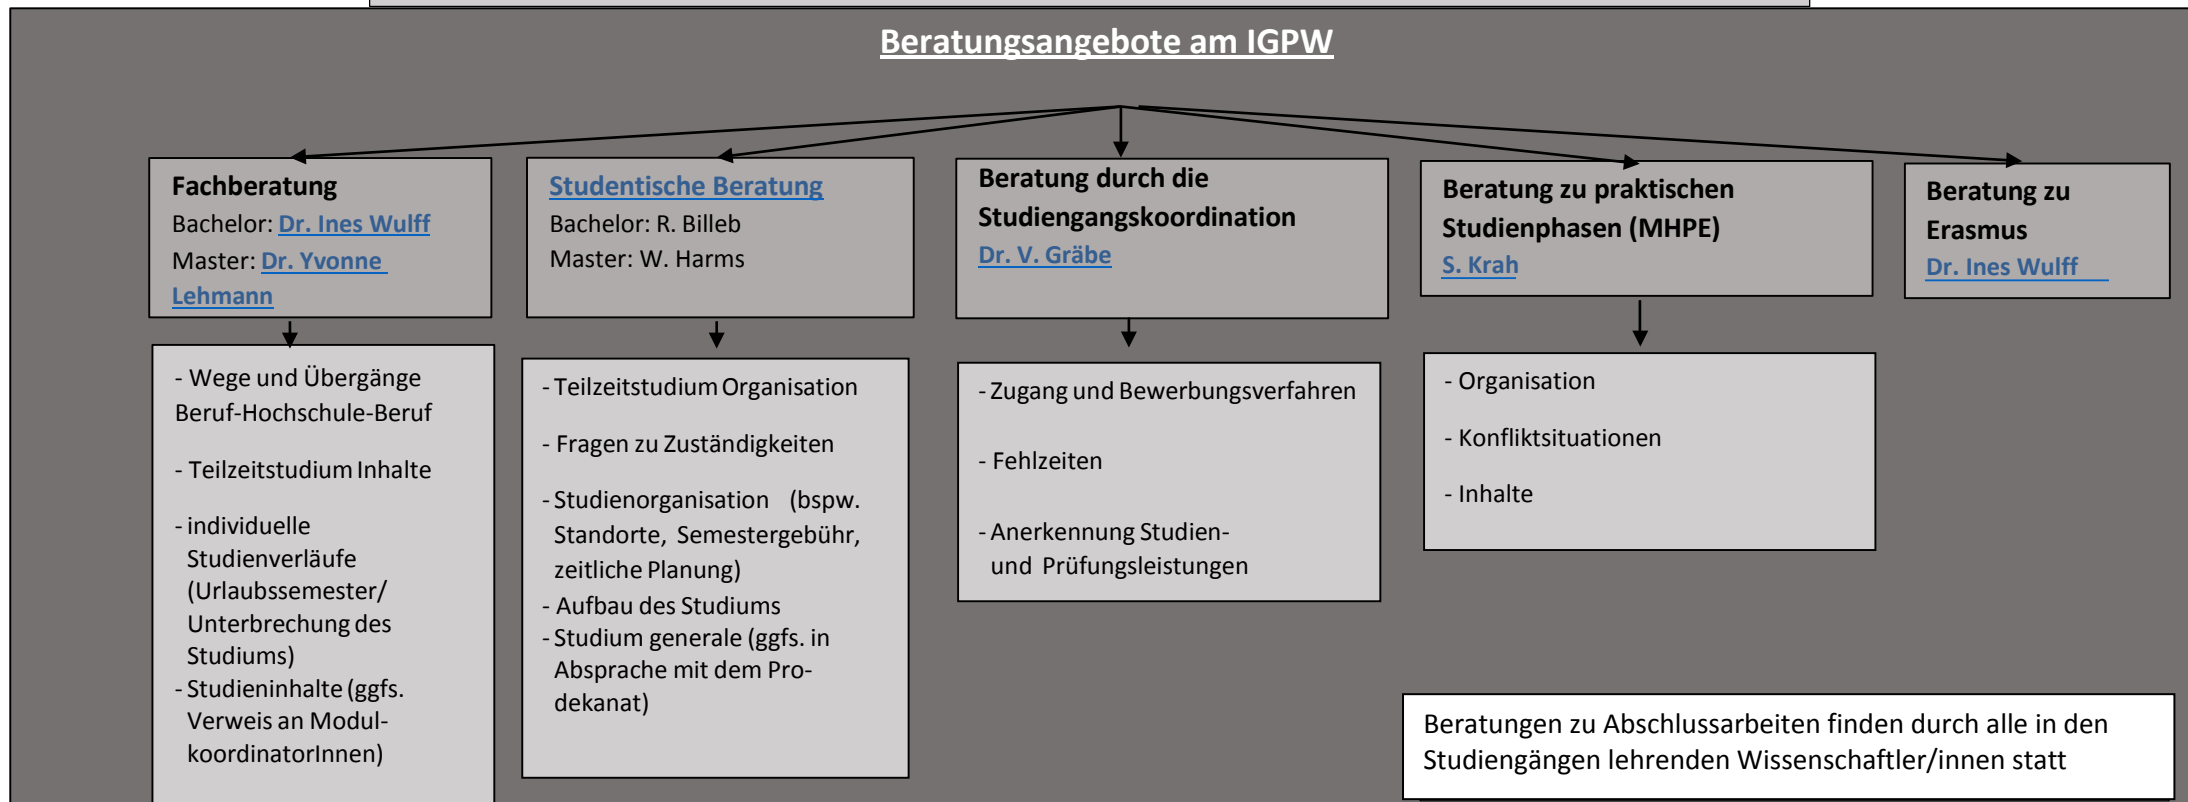 Beratungsangebote am IGPW
Fachberatung
Bachelor: Dr. Ines Wulff
Master: Dr. Yvonne
Lehmann
Studentische Beratung
Bachelor: R. Billeb
Master: W. Harms
Beratung durch die
Studiengangskoordination
Dr. V. Gräbe
Beratung zu praktischen
Studienphasen (MHPE)
S. Krah
Beratung zu
Erasmus
Dr. Ines Wulff
- Wege und Übergänge
Beruf-Hochschule-Beruf
- Teilzeitstudium Inhalte
- individuelle
Studienverläufe
(Urlaubssemester/
Unterbrechung des
Studiums)
- Studieninhalte (ggfs.
Verweis an Modul-
koordinatorInnen)
- Teilzeitstudium Organisation
- Fragen zu Zuständigkeiten
- Studienorganisation (bspw.
Standorte, Semestergebühr,
zeitliche Planung)
- Aufbau des Studiums
- Studium generale (ggfs. in
Absprache mit dem Pro-
dekanat)
- Zugang und Bewerbungsverfahren
- Fehlzeiten
- Anerkennung Studien-
und Prüfungsleistungen
- Organisation
- Konfliktsituationen
- Inhalte
Beratungen zu Abschlussarbeiten finden durch alle in den
Studiengängen lehrenden Wissenschaftler/innen statt